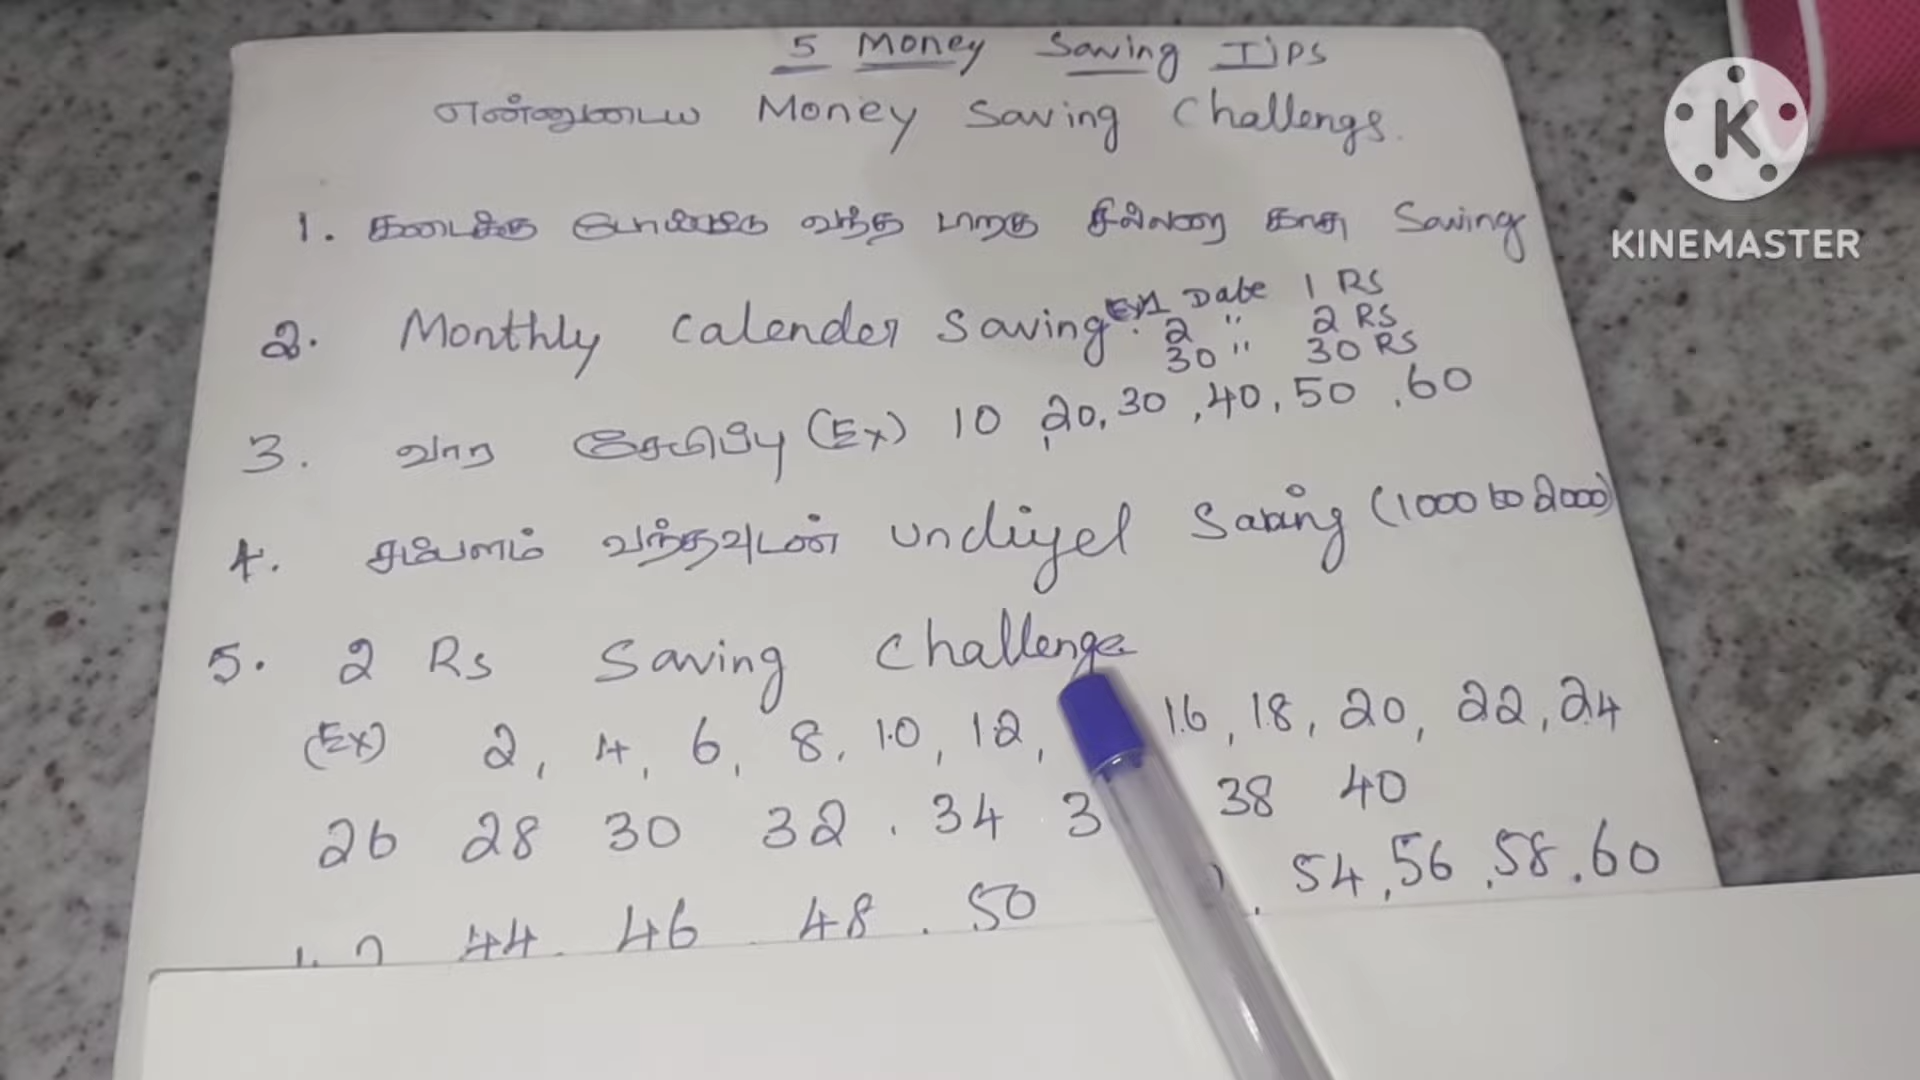 5 Money Saving Tips
என்னுடைய Money Saving Challengs.
K
KINEMASTER
1. கடைக்கு போய்விட்டு வந்த பிறகு சில்லரை காசு Saving
2. Monthly Calender Saving Ex. 1 Date 1 Rs
2 " 2 Rs
30 " 30 Rs
3. வார சேமிப்பு (Ex) 10, 20, 30, 40, 50, 60
4. சம்பளம் வந்தவுடன் Undiyel Saving (1000 to 2000)
5. 2 Rs Saving Challenge
(Ex) 2, 4, 6, 8, 10, 12, 16, 18, 20, 22, 24
26 28 30 32 . 34 3 38 40
44 . 46 . 48 . 50 . 54, 56, 58. 60